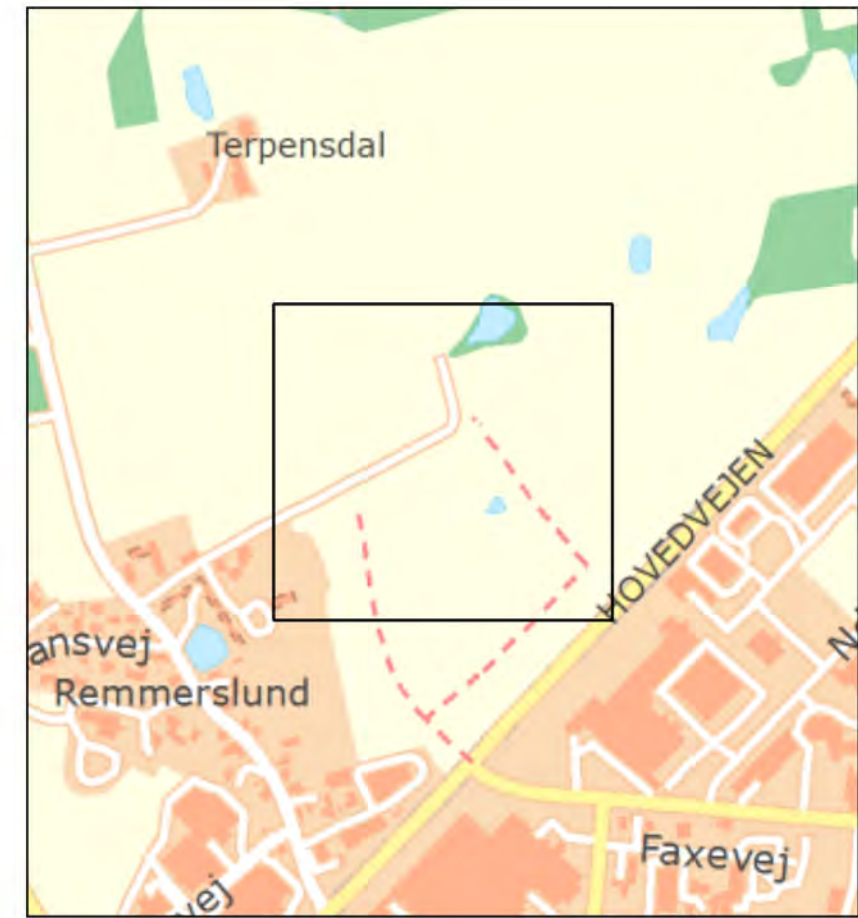 Terpensdal
HOVEDVEJEN
ansvej
Remmerslund
Faxevej
vej